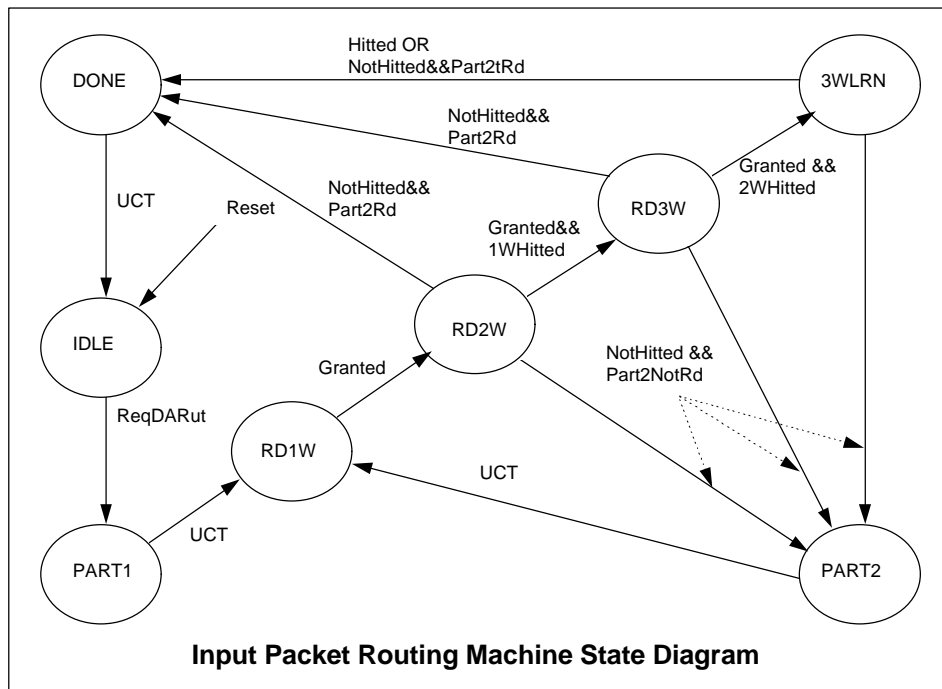 Hitted OR
NotHitted&&Part2tRd
DONE
3WLRN
NotHitted&&
Part2Rd
Granted &&
2WHitted
NotHitted&&
Part2Rd
UCT
Reset
RD3W
Granted&&
1WHitted
RD2W
IDLE
NotHitted &&
Part2NotRd
Granted
ReqDARut
RD1W
UCT
UCT
PART1
PART2
Input Packet Routing Machine State Diagram